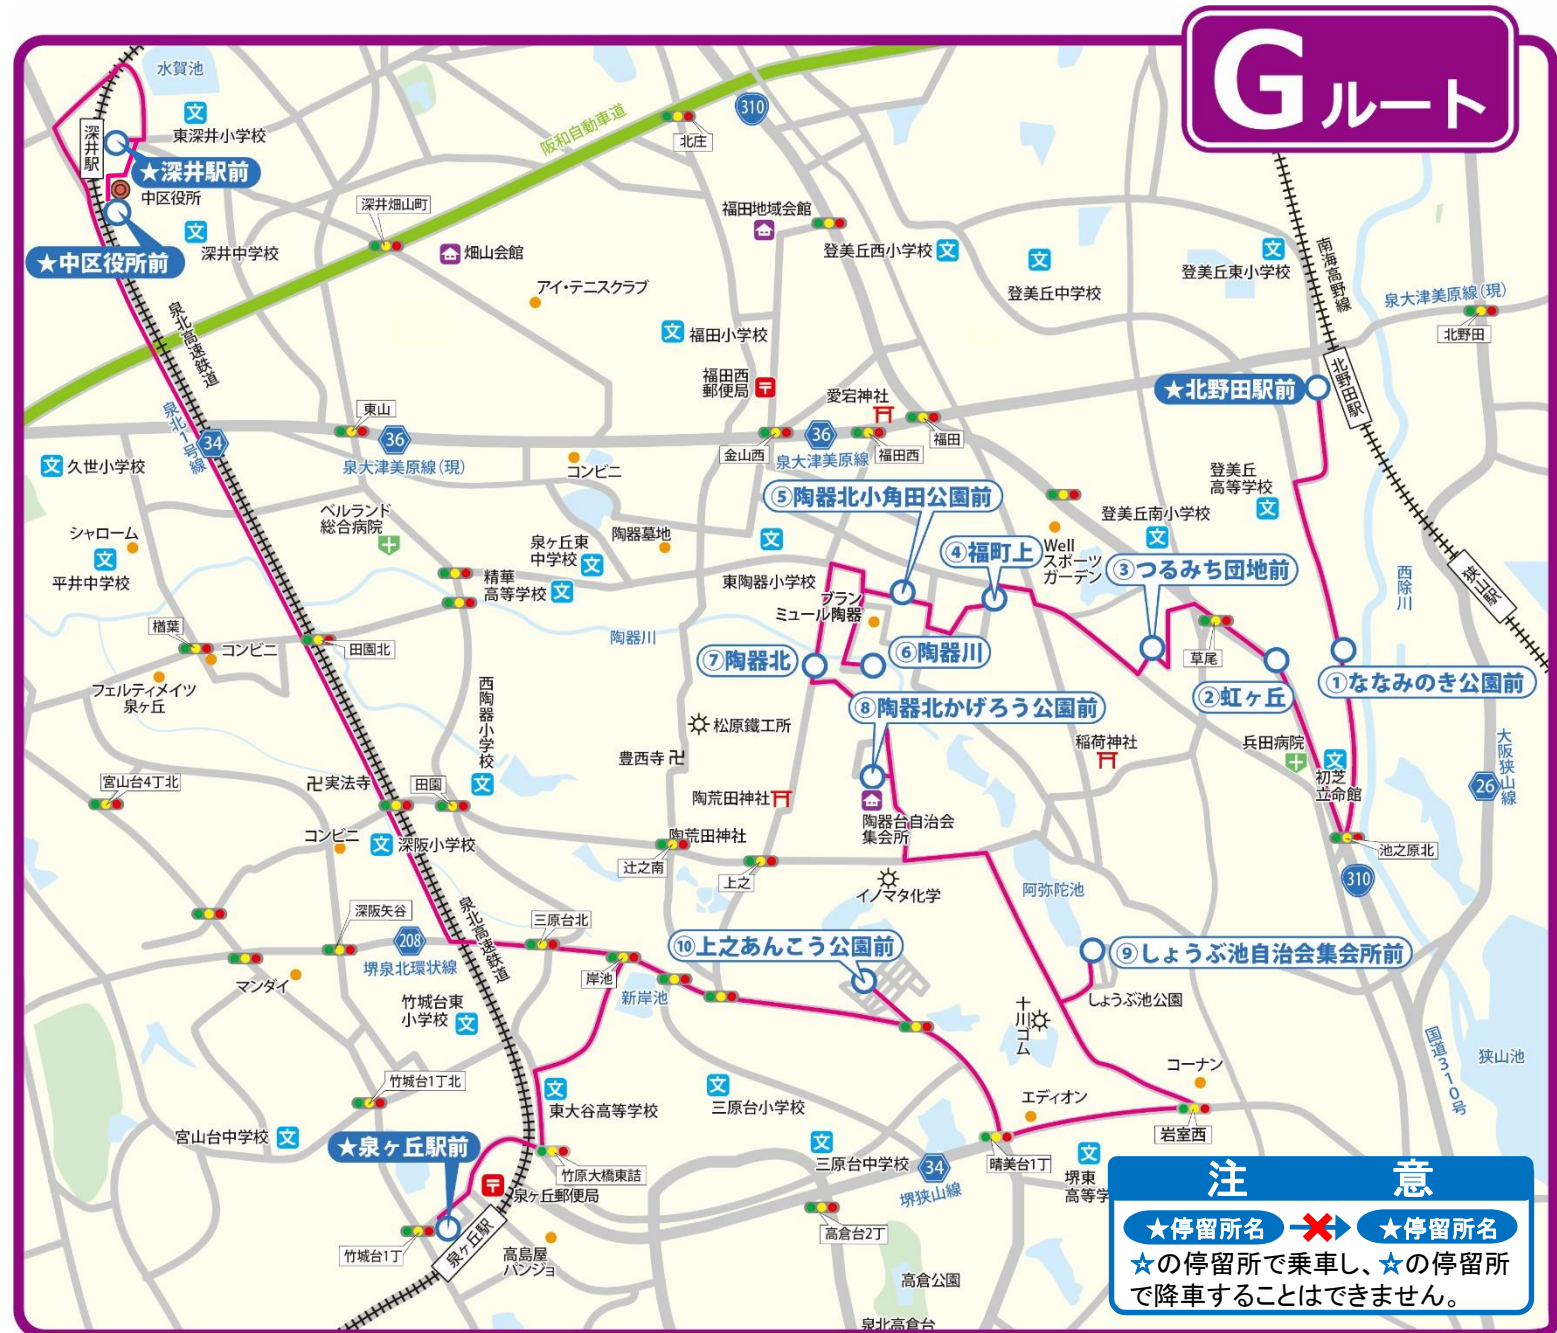 Gルート
水賀池
深井駅
東深井小学校
★深井駅前
中区役所
★中区役所前
深井中学校
深井畑山町
畑山会館
阪和自動車道
北庄
310
福田地域会館
登美丘西小学校
登美丘中学校
登美丘東小学校
南海高野線
泉大津美原線(現)
北野田
アイ・テニスクラブ
福田小学校
福田西
郵便局
愛宕神社
★北野田駅前
北野田駅
泉北高速鉄道
泉北1号線
34
東山
36
泉大津美原線(現)
コンビニ
金山西
36
泉大津美原線
福田西
福田
久世小学校
シャローム
平井中学校
ベルランド
総合病院
泉ヶ丘東
中学校
陶器墓地
精華
高等学校
⑤陶器北小角田公園前
東陶器小学校
④福町上
Well
スポーツ
ガーデン
登美丘南小学校
登美丘
高等学校
③つるみち団地前
西除川
狭山駅
楢葉
コンビニ
田園北
フェルティメイツ
泉ヶ丘
陶器川
ブラン
ミュール陶器
⑦陶器北
⑥陶器川
草尾
②虹ヶ丘
①ななみのき公園前
西陶器小学校
松原鐵工所
豊西寺
⑧陶器北かげろう公園前
稲荷神社
兵田病院
初芝
立命館
大阪狭山線
26
宮山台4丁北
実法寺
田園
陶荒田神社
陶荒田神社
陶器台自治会
集会所
池之原北
310
コンビニ
深阪小学校
辻之南
上之
イノマタ化学
阿弥陀池
深阪矢谷
208
堺泉北環状線
泉北高速鉄道
三原台北
⑩上之あんこう公園前
⑨しょうぶ池自治会集会所前
マンダイ
岸池
新岸池
しょうぶ池公園
竹城台東
小学校
十川ゴム
国道310号
狭山池
竹城台1丁北
東大谷高等学校
三原台小学校
エディオン
コーナン
宮山台中学校
★泉ヶ丘駅前
竹原大橋東詰
三原台中学校
34
堺狭山線
晴美台1丁
岩室西
堺東
高等学
泉ヶ丘郵便局
竹城台1丁
泉ヶ丘駅
高島屋
パンジョ
高倉台2丁
高倉公園
泉北高倉台
注 意
★停留所名 ★停留所名
☆の停留所で乗車し、☆の停留所
で降車することはできません。